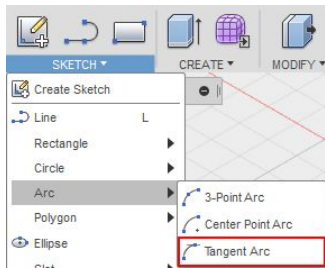 SKETCH ▾ CREATE ▾ MODIFY ▾
Create Sketch
Line L
Rectangle
Circle
Arc
3-Point Arc
Polygon
Center Point Arc
Ellipse
Tangent Arc
Slot